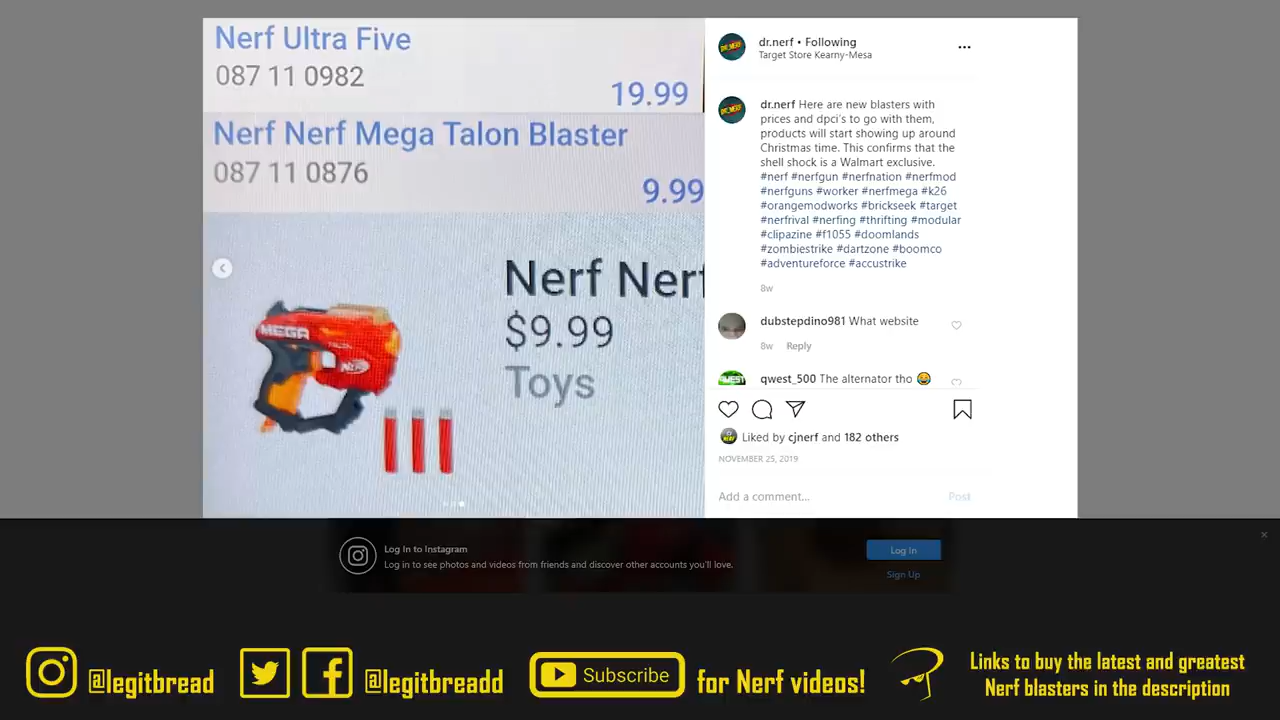 Nerf Ultra Five
087 11 0982
19.99
Nerf Nerf Mega Talon Blaster
087 11 0876
9.99
Nerf Ner
$9.99
Toys
MEGA
NERF
dr.nerf • Following
Target Store Kearny-Mesa
dr.nerf Here are new blasters with
prices and dpci's to go with them,
products will start showing up around
Christmas time. This confirms that the
shell shock is a Walmart exclusive.
#nerf #nerfgun #nerfnation #nerfmod
#nerfguns #worker #nerfmega #k26
#orangemodworks #brickseek #target
#nerfrival #nerfing #thrifting #modular
#clipazine #f1055 #doomlands
#zombiestrike #dartzone #boomco
#adventureforce #accustrike
8w
dubstepdino981 What website
8w Reply
qwest_500 The alternator tho 😂
Liked by cjnerf and 182 others
NOVEMBER 25, 2019
Add a comment... Post
Log In to Instagram
Log in to see photos and videos from friends and discover other accounts you'll love.
Log In
Sign Up
@legitbread
@legitbreadd
Subscribe
for Nerf videos!
Links to buy the latest and greatest
Nerf blasters in the description